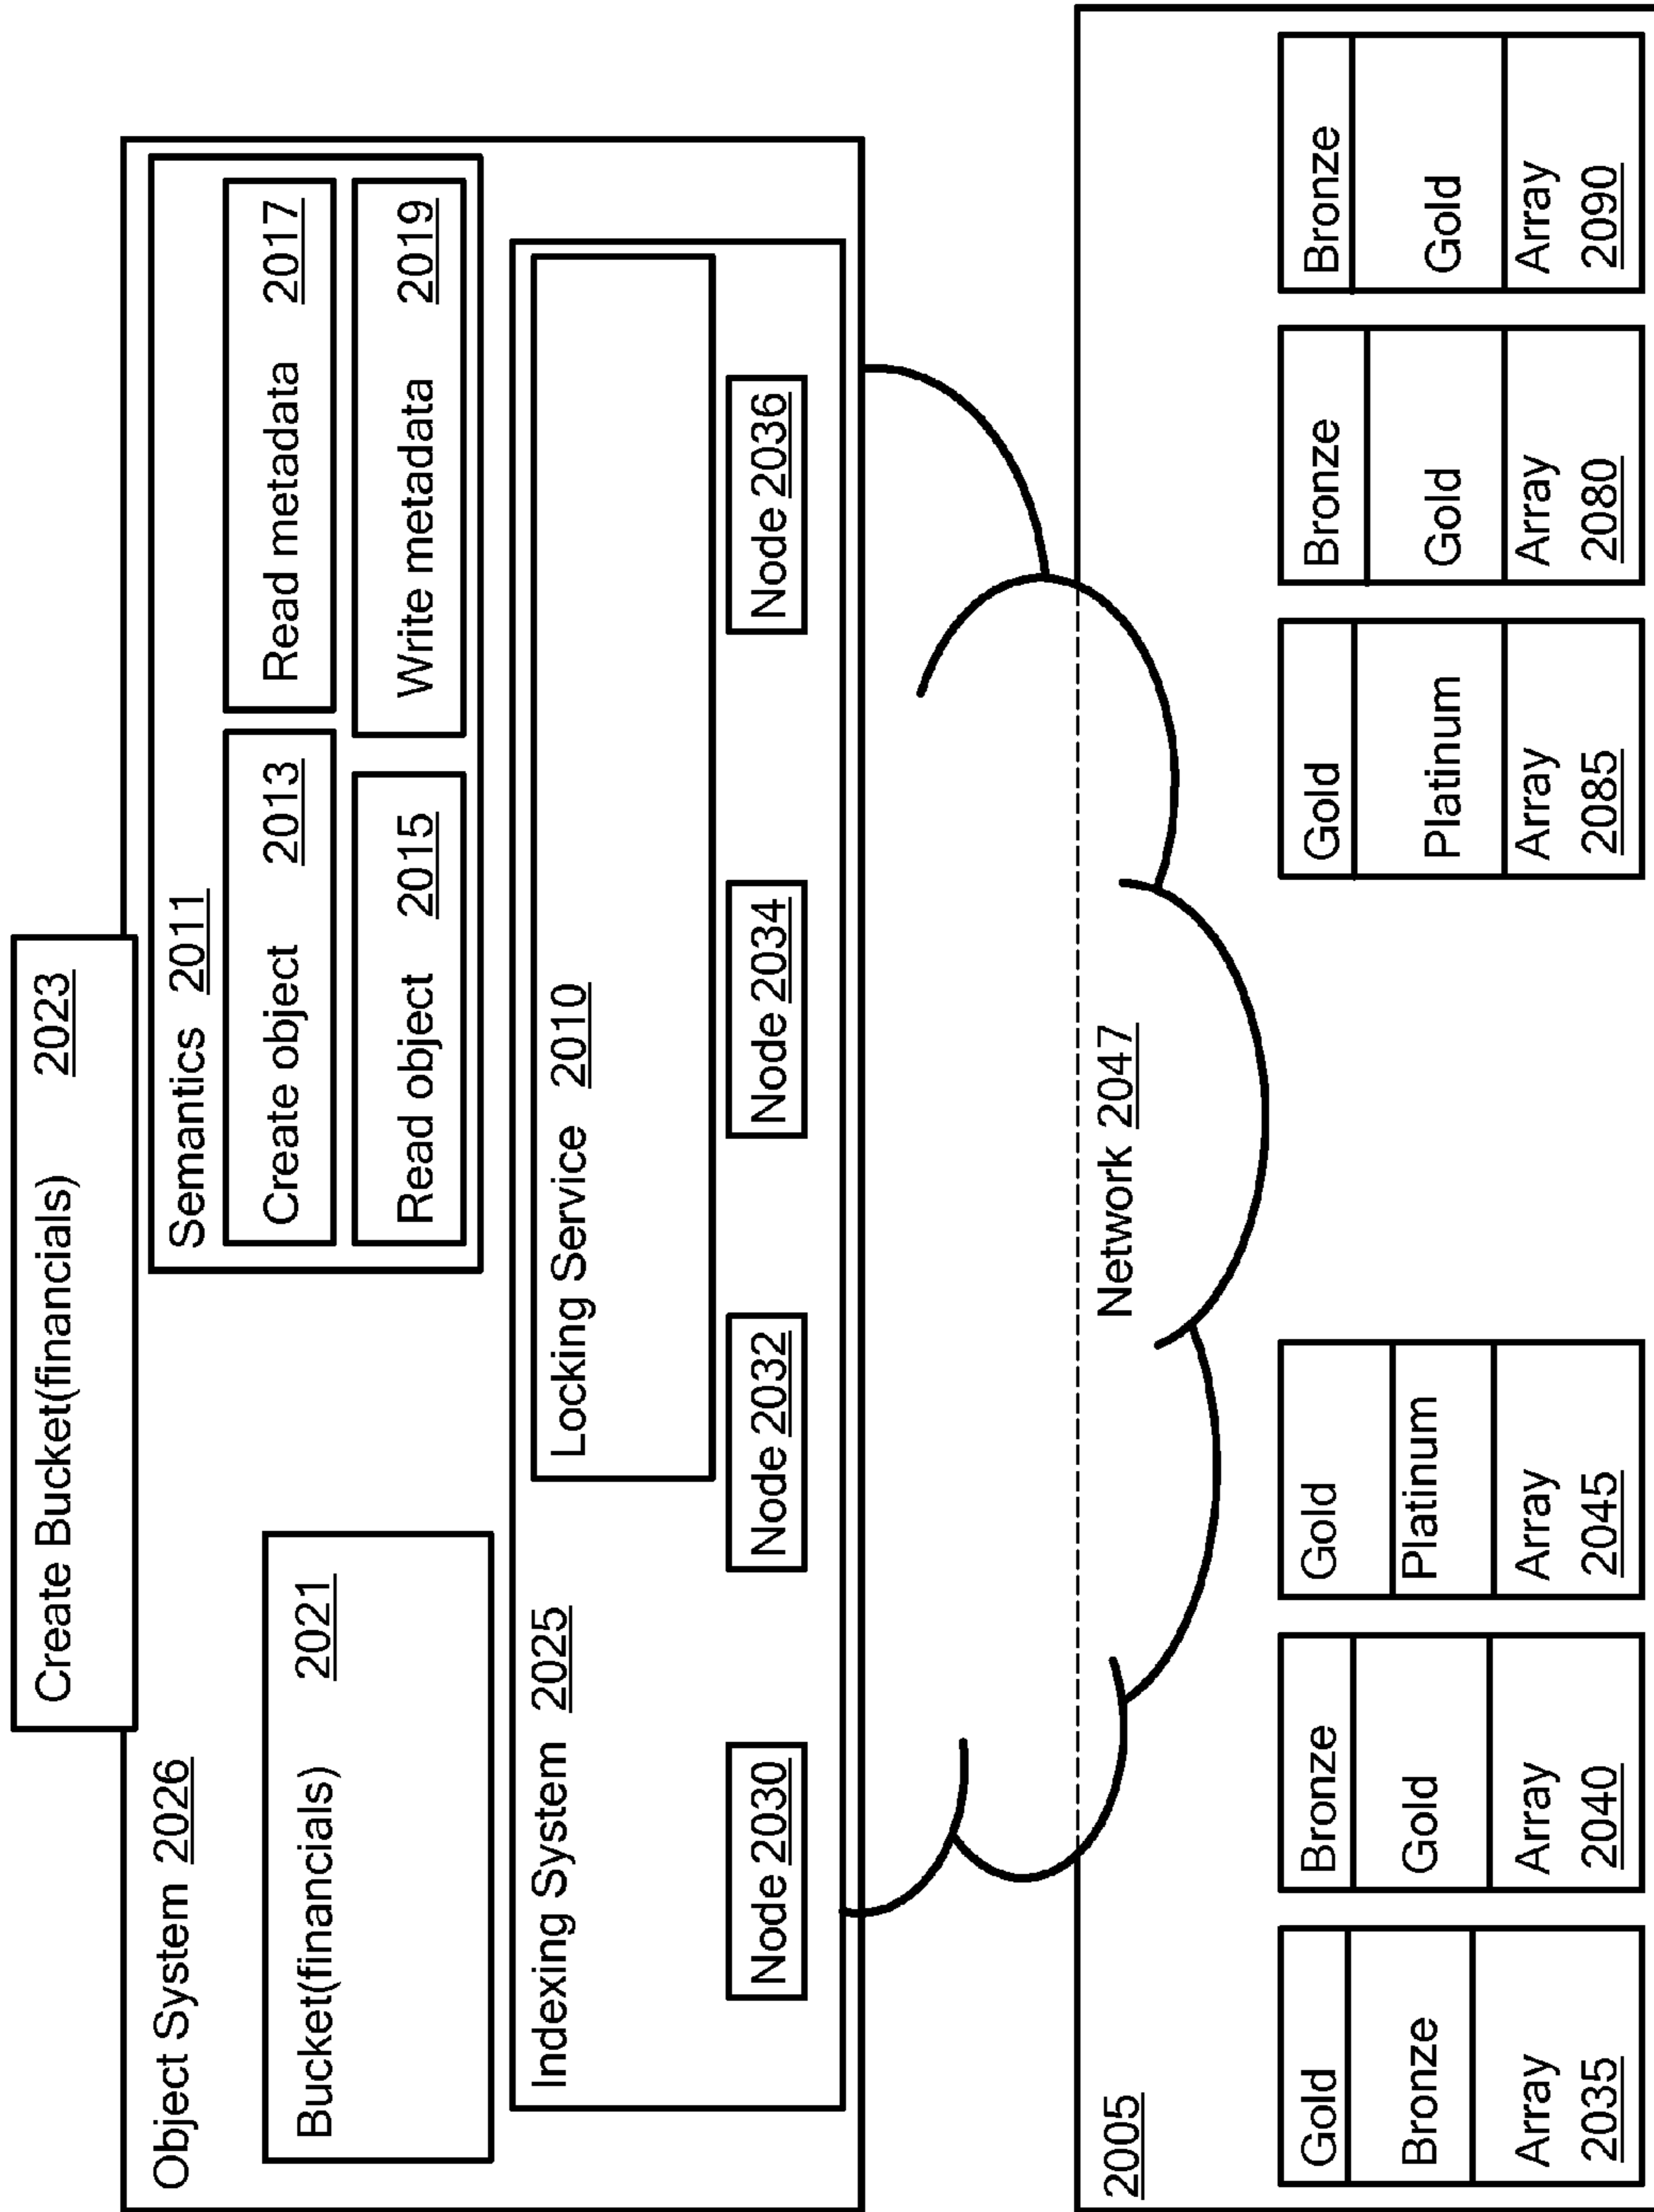 Create Bucket(financials) 2023
Object System 2026
Semantics 2011
Create object 2013
Read metadata 2017
Bucket(financials) 2021
Read object 2015
Write metadata 2019
Indexing System 2025
Locking Service 2010
Node 2030
Node 2032
Node 2034
Node 2036
Network 2047
2005
Gold
Bronze
Array
2035
Bronze
Gold
Array
2040
Gold
Platinum
Array
2045
Gold
Platinum
Array
2085
Bronze
Gold
Array
2080
Bronze
Gold
Array
2090